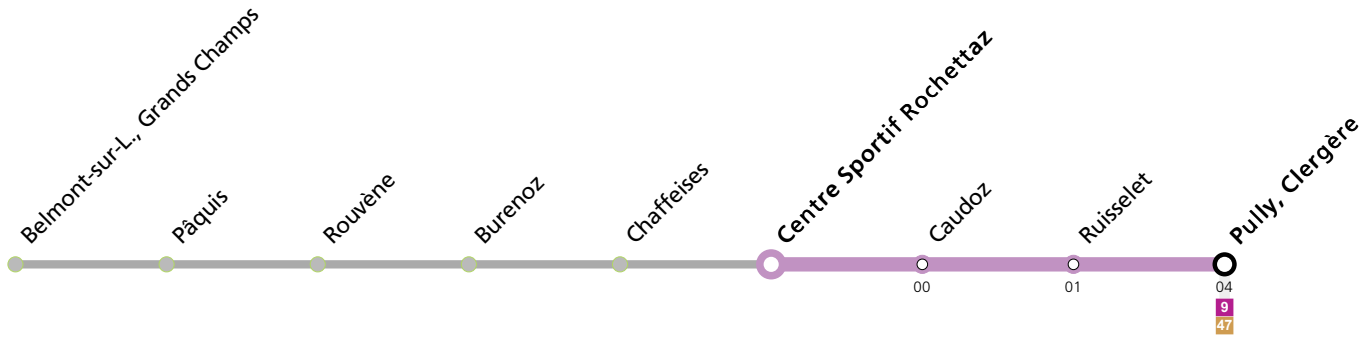 Belmont-sur-L., Grands Champs
Pâquis
Rouvène
Burenoz
Chaffeises
Centre Sportif Rochettaz
Caudoz
Ruisselet
Pully, Clergère
00
01
04
9
47